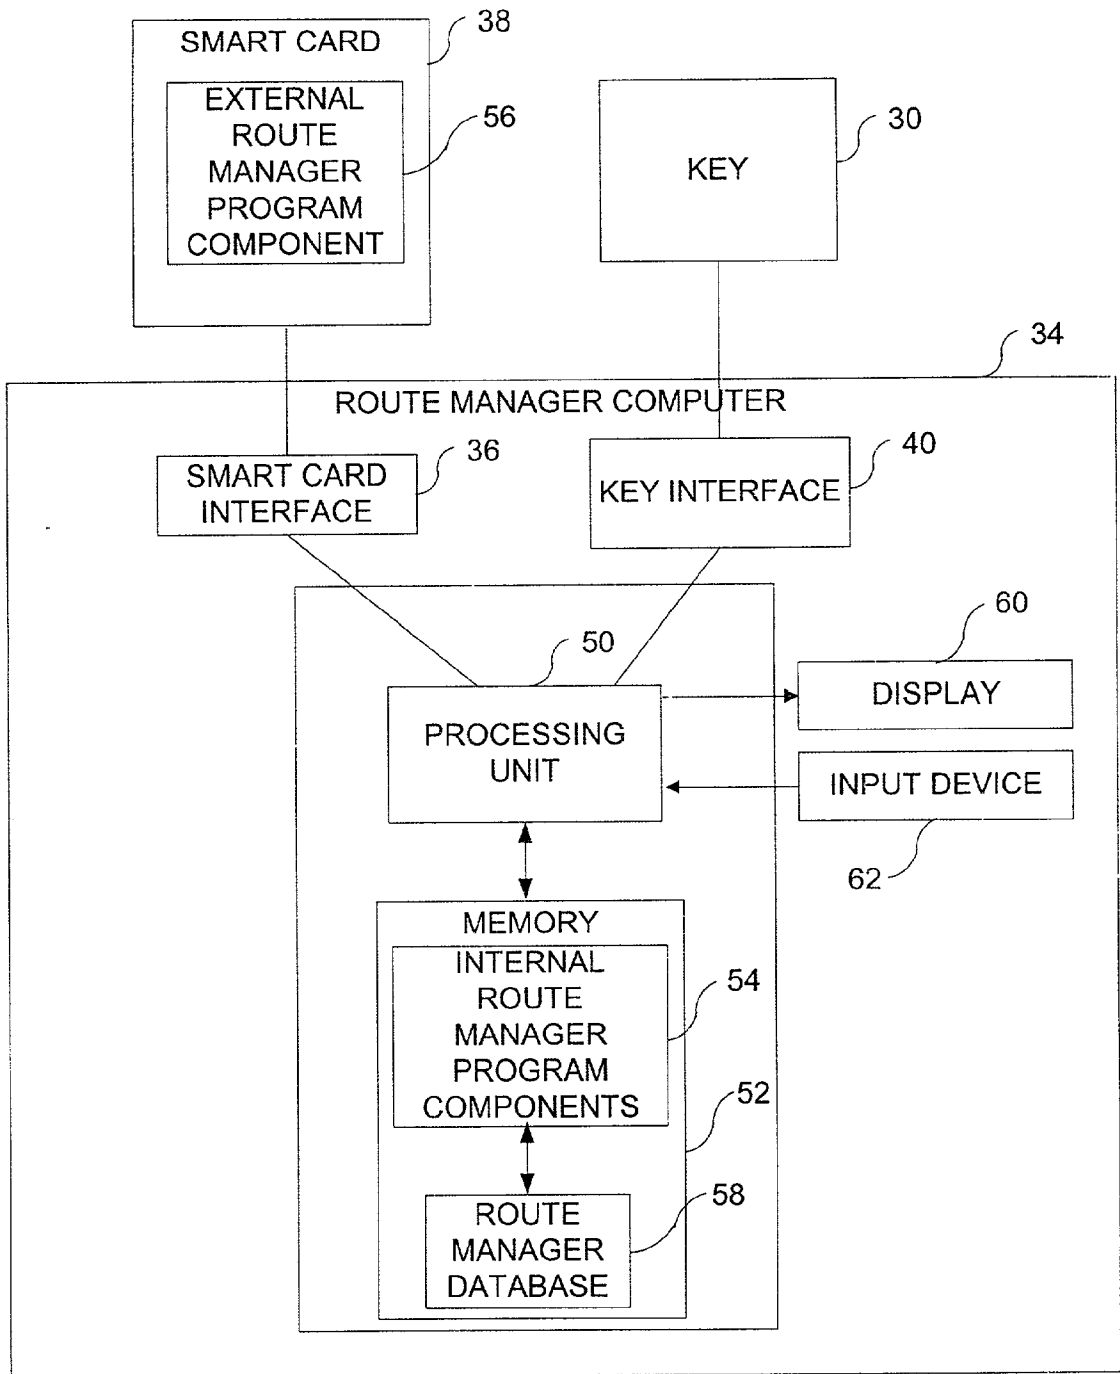 SMART CARD
38
EXTERNAL
ROUTE
MANAGER
PROGRAM
COMPONENT
56
KEY
30
34
ROUTE MANAGER COMPUTER
SMART CARD
INTERFACE
36
KEY INTERFACE
40
50
PROCESSING
UNIT
60
DISPLAY
INPUT DEVICE
62
MEMORY
INTERNAL
ROUTE
MANAGER
PROGRAM
COMPONENTS
54
52
ROUTE
MANAGER
DATABASE
58